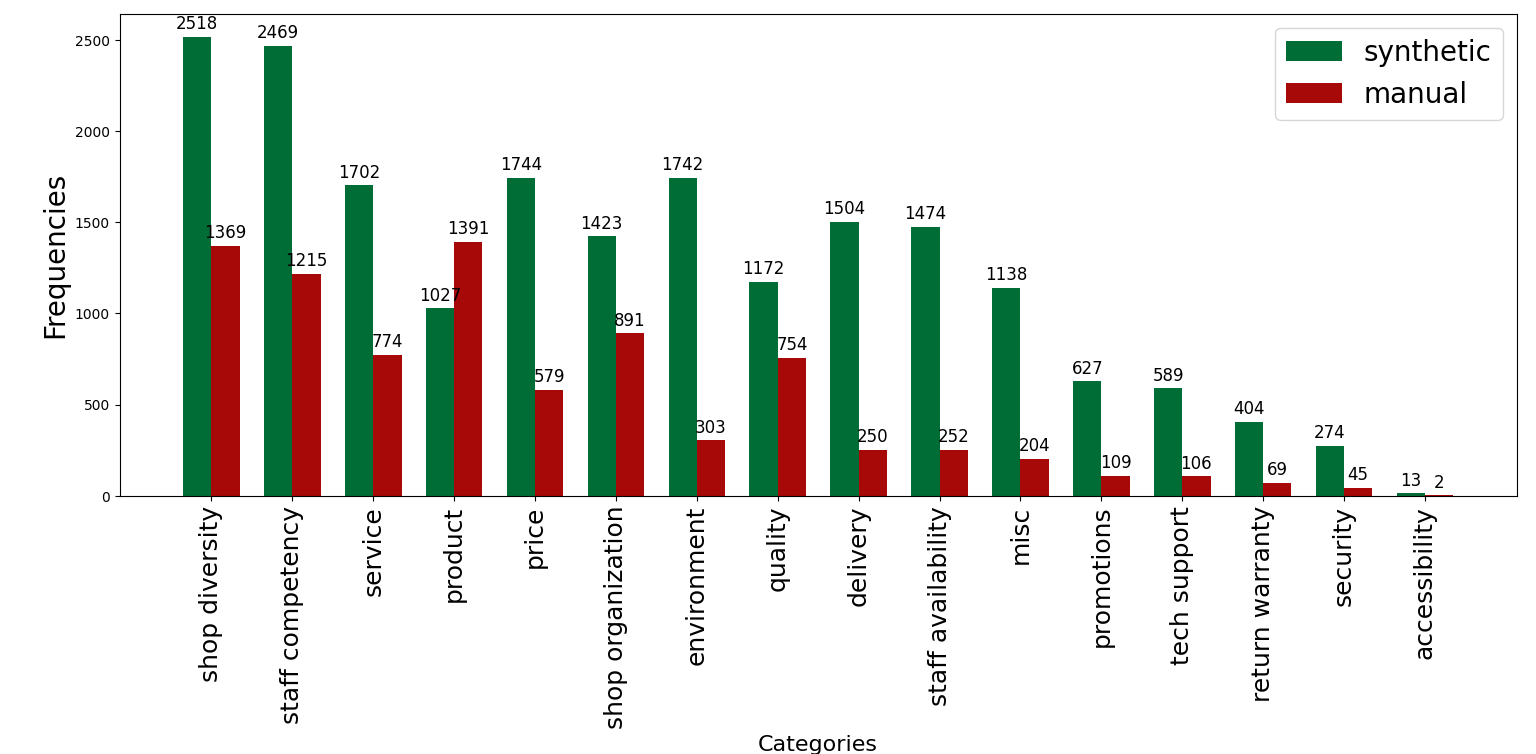 Frequencies
2500
2000
1500
1000
500
0
2518
1369
2469
1215
1702
774
1027
1391
1744
579
1423
891
1742
303
1172
754
1504
250
1474
252
1138
204
627
109
589
106
404
69
274
45
13
2
synthetic
manual
shop diversity
staff competency
service
product
price
shop organization
environment
quality
delivery
staff availability
misc
promotions
tech support
return warranty
security
accessibility
Categories